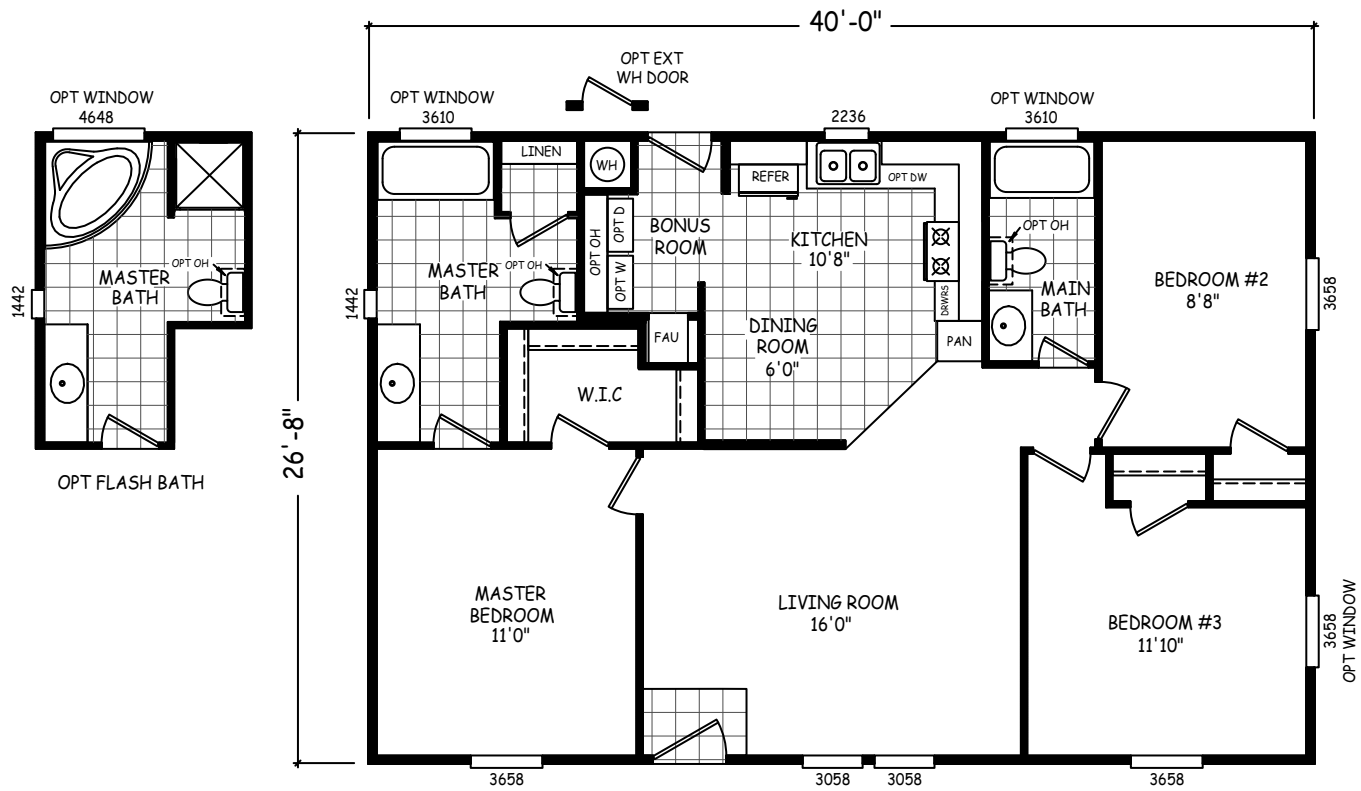 40'-0"
OPT EXT
WH DOOR
OPT WINDOW
4648
OPT WINDOW
3610
2236
OPT WINDOW
3610
LINEN
WH
REFER
OPT DW
OPT OH
OPT D
OPT W
BONUS
ROOM
KITCHEN
10'8"
OPT OH
MASTER
BATH
OPT OH
1442
MASTER
BATH
OPT OH
1442
DRWRS
MAIN
BATH
BEDROOM #2
8'8"
3658
DINING
ROOM
6'0"
FAU
PAN
W.I.C
26'-8"
OPT FLASH BATH
MASTER
BEDROOM
11'0"
LIVING ROOM
16'0"
BEDROOM #3
11'10"
3658
OPT WINDOW
3658
3058
3058
3658